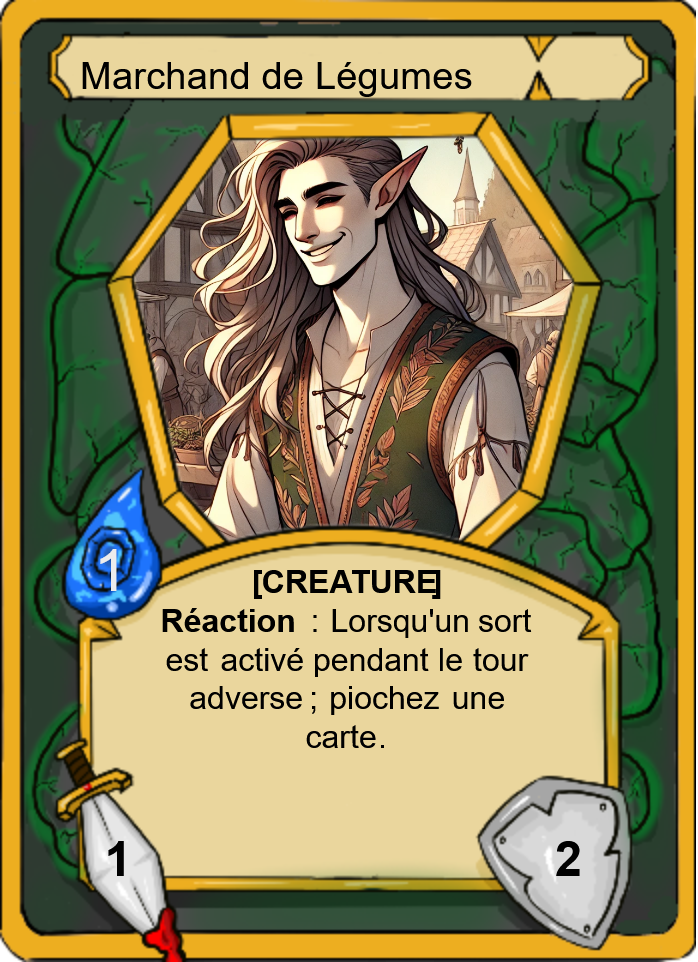 Marchand de Légumes
1
[CREATURE]
Réaction : Lorsqu'un sort
est activé pendant le tour
adverse ; piochez une
carte.
1
2